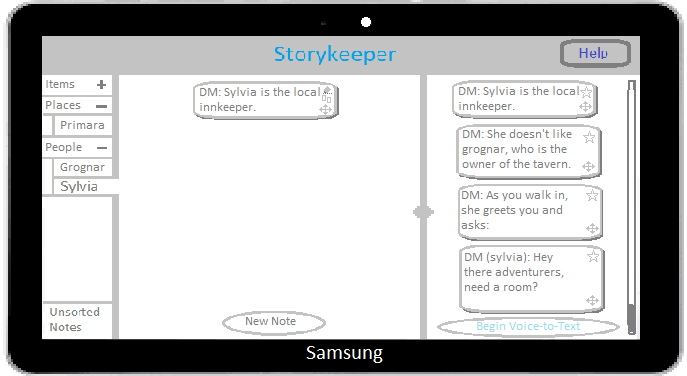 Storykeeper
Help
Items
Places
Primara
People
Grognar
Sylvia
Unsorted
Notes
DM: Sylvia is the local
innkeeper.
New Note
DM: Sylvia is the local
innkeeper.
DM: She doesn't like
grognar, who is the
owner of the tavern.
DM: As you walk in,
she greets you and
asks:
DM (sylvia): Hey
there adventurers,
need a room?
Begin Voice-to-Text
Samsung